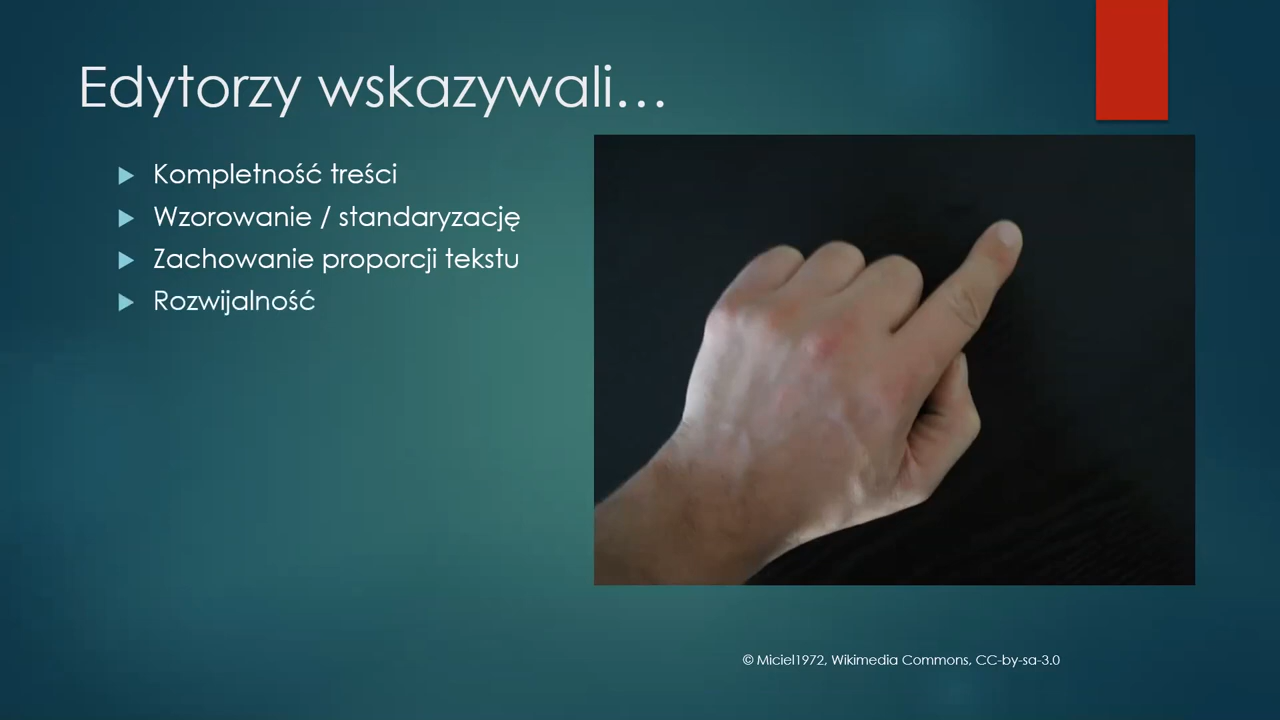 Edytorzy wskazywali…
Kompletność treści
Wzorowanie / standaryzację
Zachowanie proporcji tekstu
Rozwijalność
© Miciel1972, Wikimedia Commons, CC-by-sa-3.0